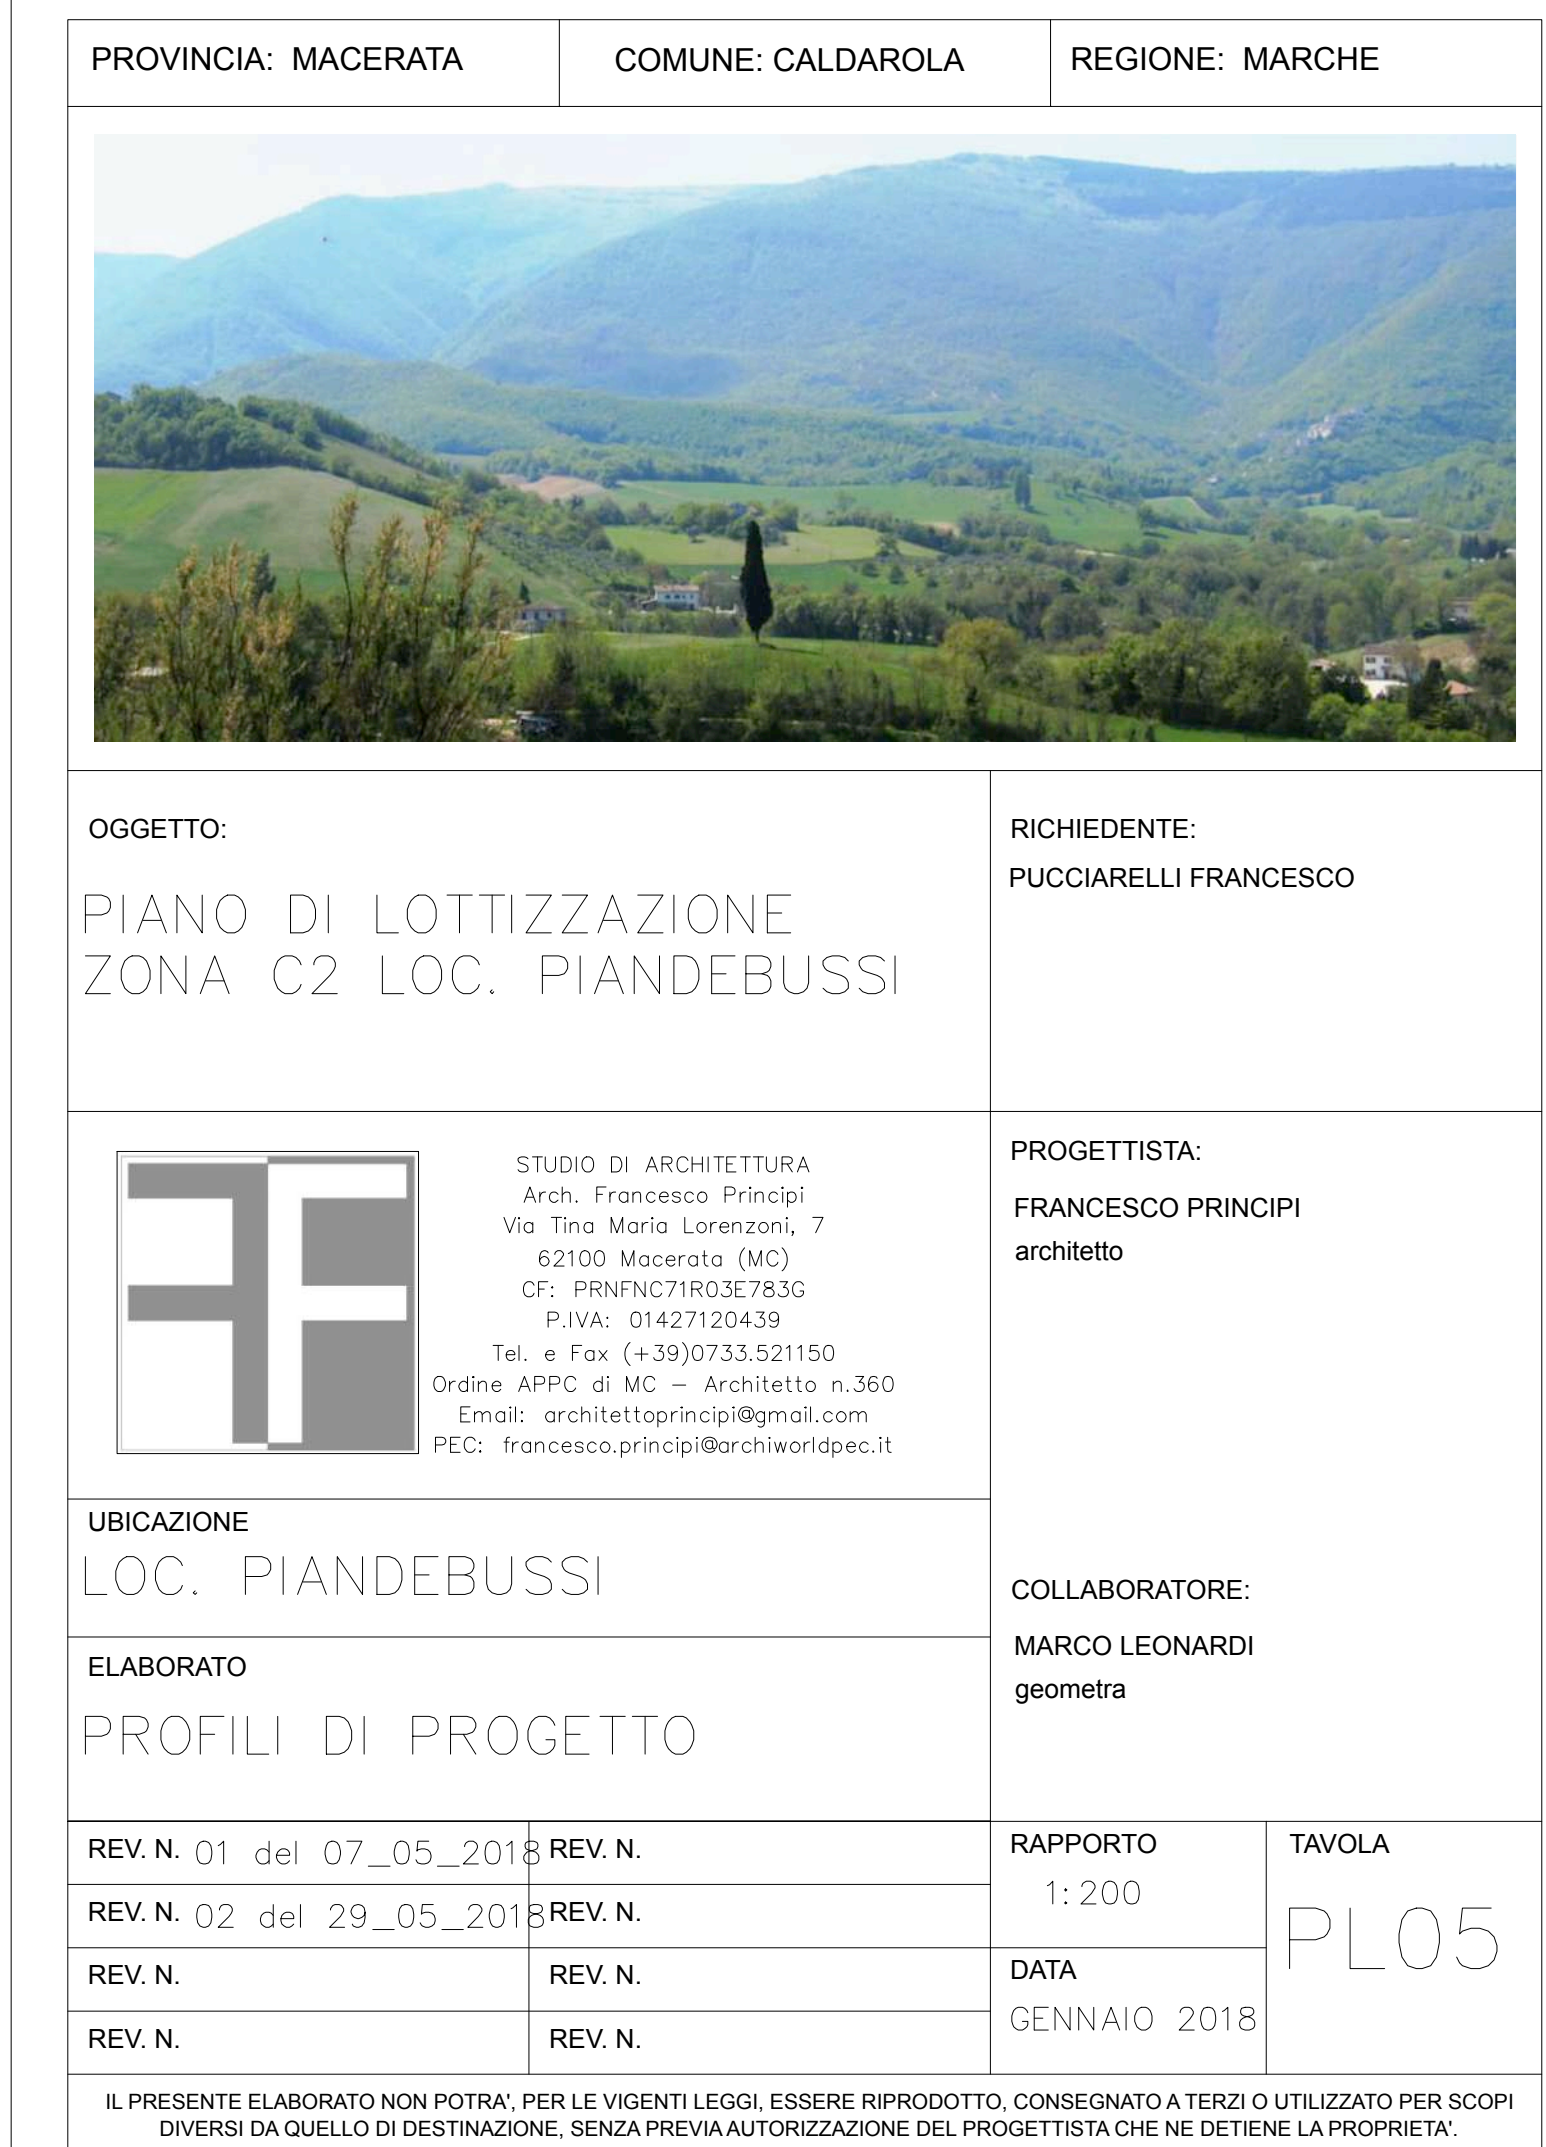 PROVINCIA: MACERATA
COMUNE: CALDAROLA
REGIONE: MARCHE
OGGETTO:
PIANO DI LOTTIZZAZIONE
ZONA C2 LOC. PIANDEBUSSI
RICHIEDENTE:
PUCCIARELLI FRANCESCO
STUDIO DI ARCHITETTURA
Arch. Francesco Principi
Via Tina Maria Lorenzoni, 7
62100 Macerata (MC)
CF: PRNFNC71R03E783G
P.IVA: 01427120439
Tel. e Fax (+39)0733.521150
Ordine APPC di MC – Architetto n.360
Email: architettoprincipi@gmail.com
PEC: francesco.principi@archiworldpec.it
PROGETTISTA:
FRANCESCO PRINCIPI
architetto
UBICAZIONE
LOC. PIANDEBUSSI
COLLABORATORE:
MARCO LEONARDI
geometra
ELABORATO
PROFILI DI PROGETTO
REV. N. 01 del 07_05_2018
REV. N.
REV. N. 02 del 29_05_2018
REV. N.
REV. N.
REV. N.
REV. N.
REV. N.
RAPPORTO
1:200
TAVOLA
PL05
DATA
GENNAIO 2018
IL PRESENTE ELABORATO NON POTRA', PER LE VIGENTI LEGGI, ESSERE RIPRODOTTO, CONSEGNATO A TERZI O UTILIZZATO PER SCOPI
DIVERSI DA QUELLO DI DESTINAZIONE, SENZA PREVIA AUTORIZZAZIONE DEL PROGETTISTA CHE NE DETIENE LA PROPRIETA'.